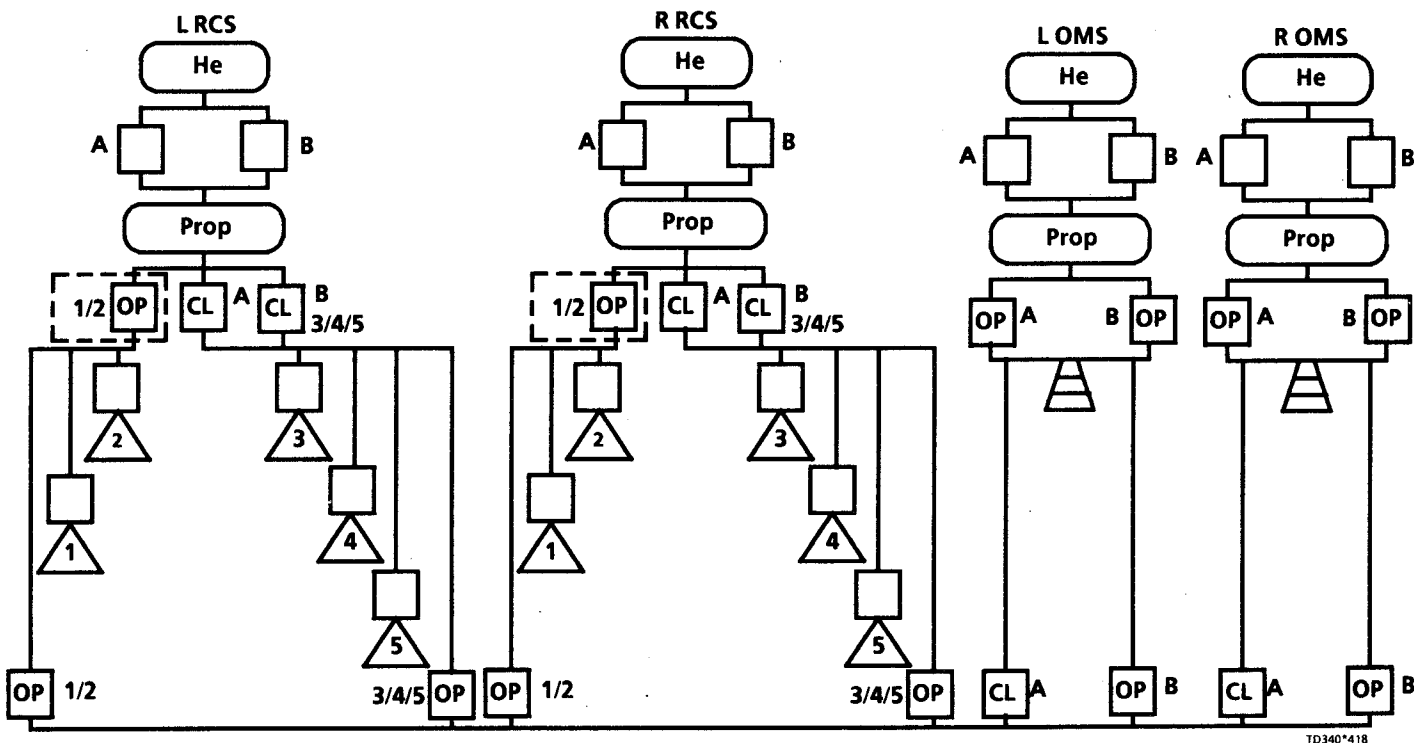 L RCS
R RCS
L OMS
R OMS
He
He
He
He
A
B
A
B
A
B
A
B
Prop
Prop
Prop
Prop
1/2 OP
CL A
CL B
3/4/5
1/2 OP
CL A
CL B
3/4/5
OP A
B OP
OP A
B OP
2
3
2
3
1
4
1
4
5
5
OP 1/2
3/4/5 OP
OP 1/2
3/4/5 OP
CL A
OP B
CL A
OP B
TD340*418